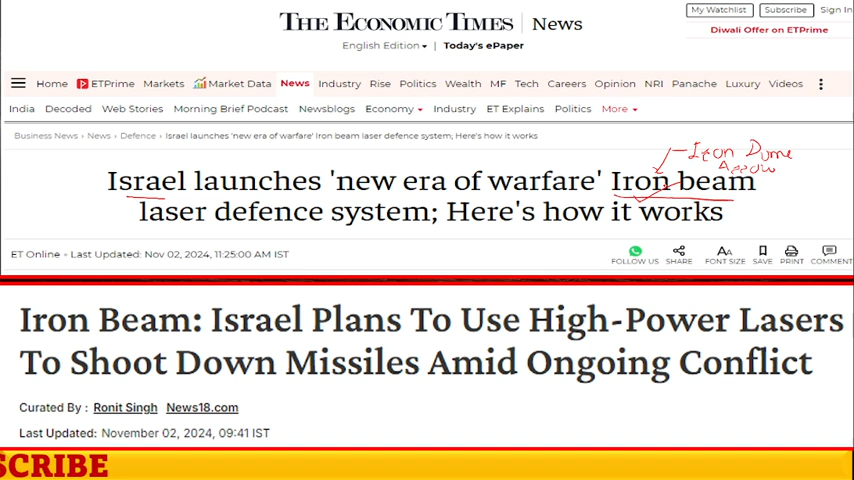 THE ECONOMIC TIMES | News
My Watchlist Subscribe Sign In
Diwali Offer on ETPrime
English Edition Today's ePaper
Home ETPrime Markets Market Data News Industry Rise Politics Wealth MF Tech Careers Opinion NRI Panache Luxury Videos
India Decoded Web Stories Morning Brief Podcast Newsblogs Economy Industry ET Explains Politics More
Business News › News › Defence › Israel launches 'new era of warfare' Iron beam laser defence system; Here's how it works
Iron Dome
Arrow
Israel launches 'new era of warfare' Iron beam
laser defence system; Here's how it works
ET Online • Last Updated: Nov 02, 2024, 11:25:00 AM IST
FOLLOW US SHARE FONT SIZE SAVE PRINT COMMENT
Iron Beam: Israel Plans To Use High-Power Lasers
To Shoot Down Missiles Amid Ongoing Conflict
Curated By : Ronit Singh News18.com
Last Updated: November 02, 2024, 09:41 IST
SCRIBE